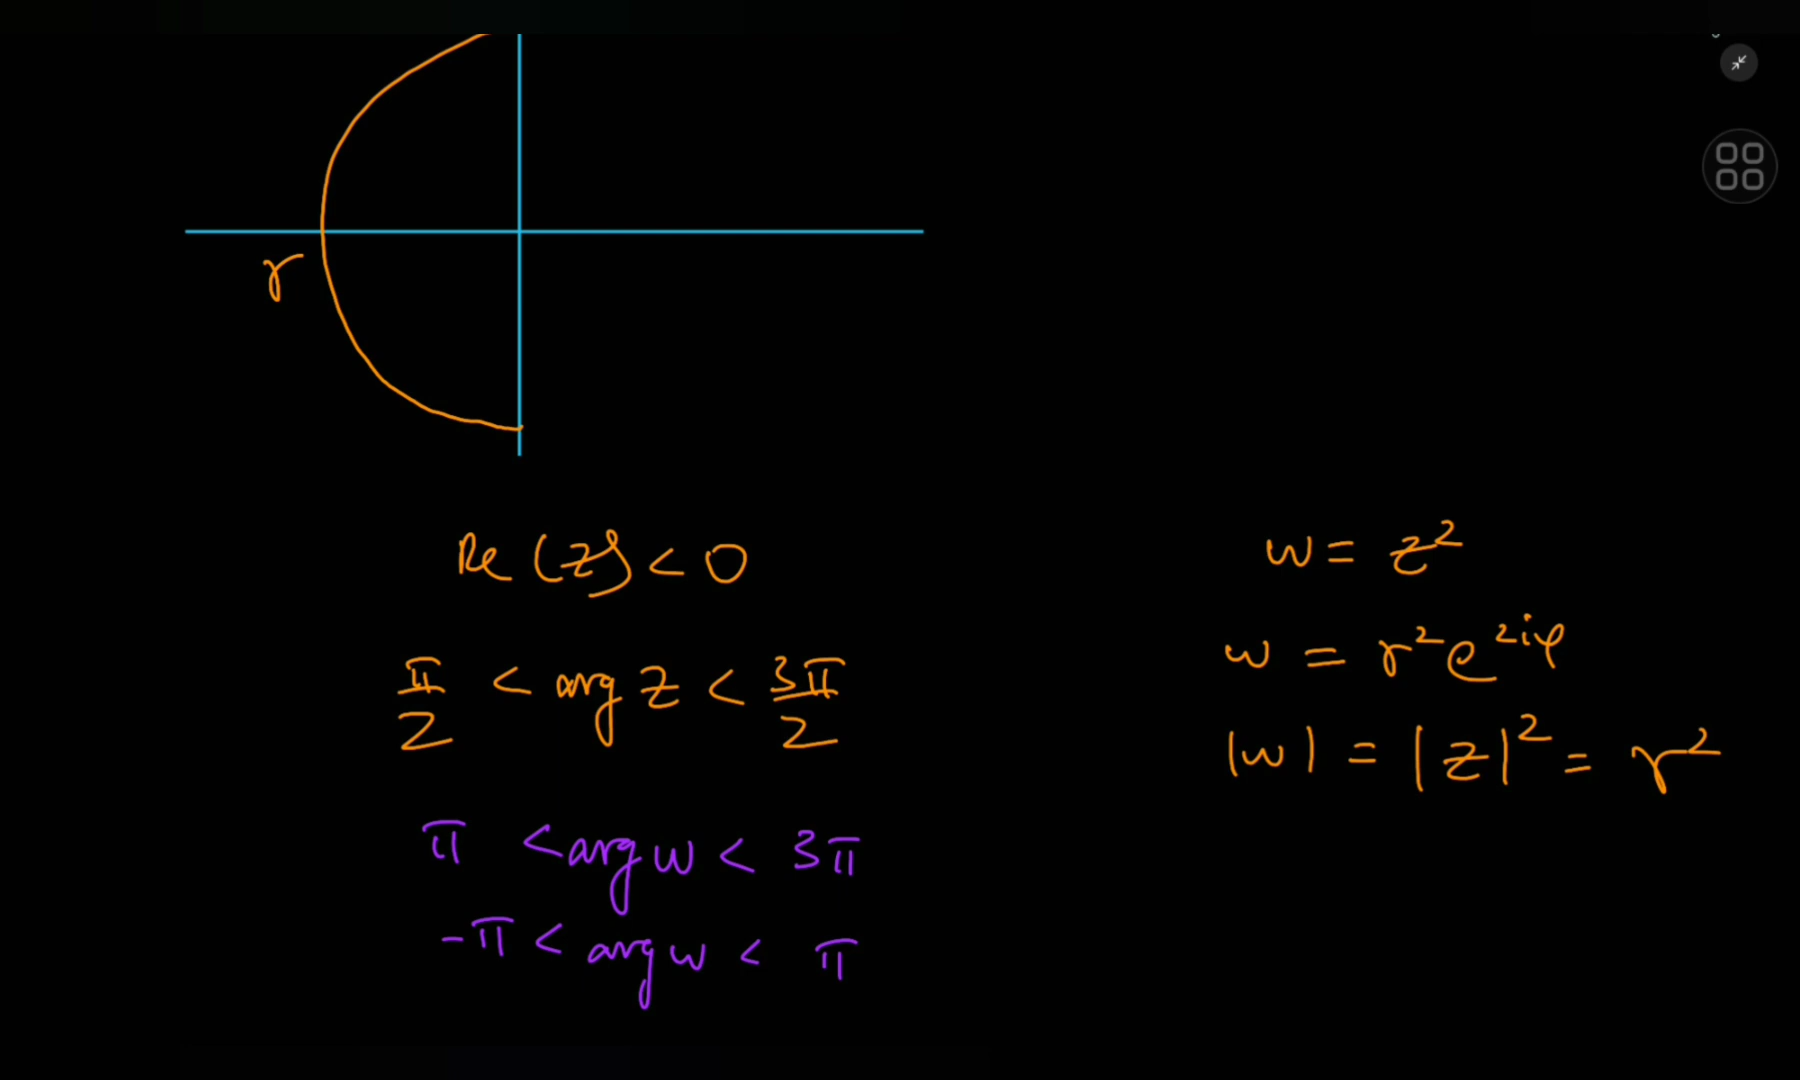 r
Re (z) < 0
w = z²
π/2 < arg z < 3π/2
w = r²e^{2iφ}
|w| = |z|² = r²
π < arg w < 3π
-π < arg w < π